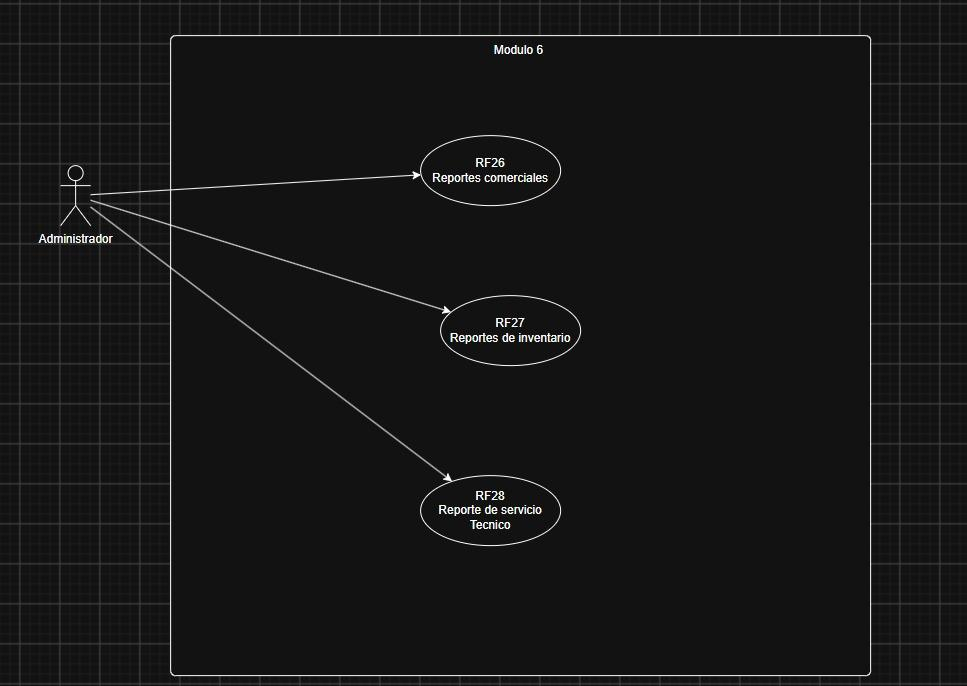 Modulo 6
RF26
Reportes comerciales
Administrador
RF27
Reportes de inventario
RF28
Reporte de servicio
Tecnico